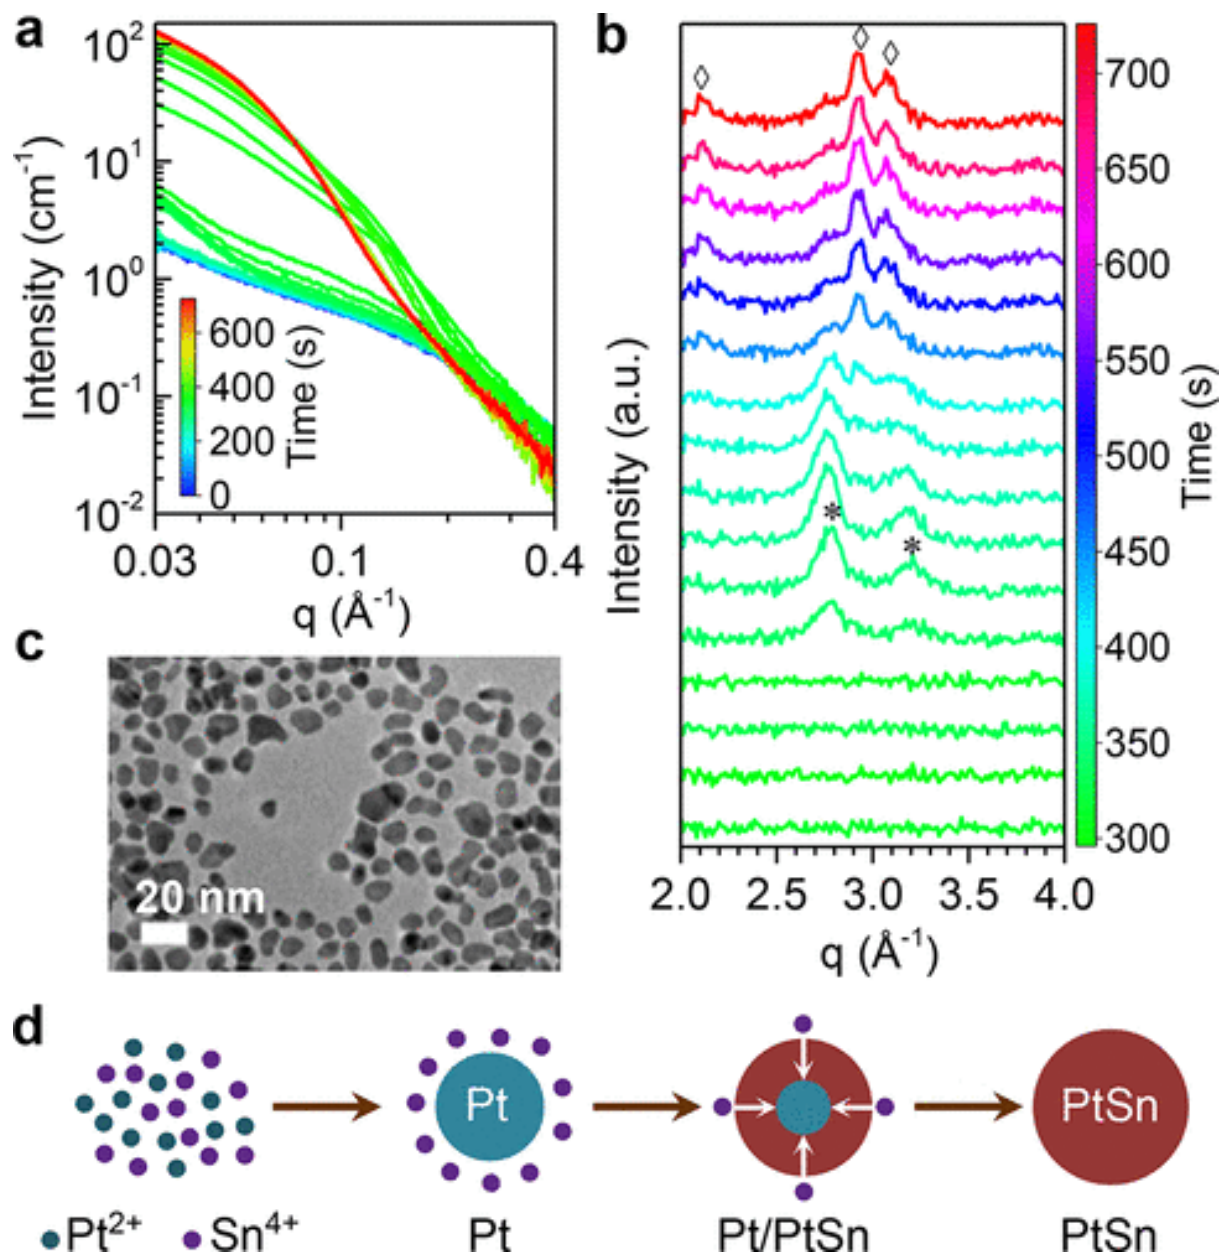 a
10²
10¹
10⁰
10⁻¹
10⁻²
Intensity (cm⁻¹)
600
400
200
0
Time (s)
0.03
0.1
0.4
q (Å⁻¹)
b
◊
◊
◊
*
*
Intensity (a.u.)
2.0
2.5
3.0
3.5
4.0
q (Å⁻¹)
700
650
600
550
500
450
400
350
300
Time (s)
c
20 nm
d
Pt
PtSn
Pt²⁺
Sn⁴⁺
Pt
Pt/PtSn
PtSn